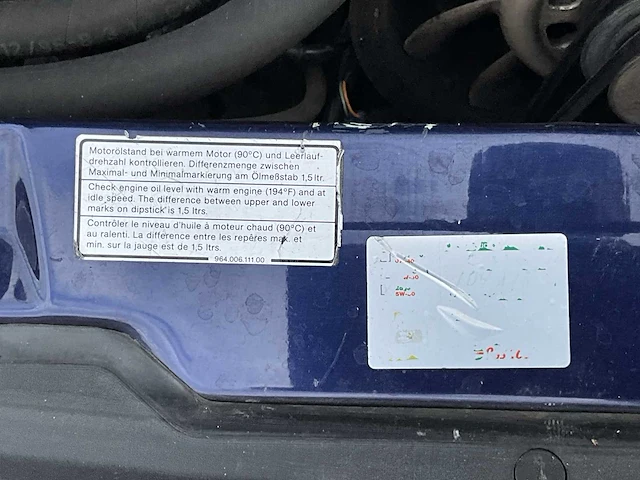 Motorölstand bei warmem Motor (90°C) und Leerlauf-
drehzahl kontrollieren. Differenzmenge zwischen
Maximal- und Minimalmarkierung am Ölmeßstab 1,5 ltr.
Check engine oil level with warm engine (194°F) and at
idle speed. The difference between upper and lower
marks on dipstick is 1,5 ltrs.
Contrôler le niveau d'huile à moteur chaud (90°C) et
au ralenti. La difference entre les repères max. et
min. sur la jauge est de 1,5 ltrs.
964.006.111.00